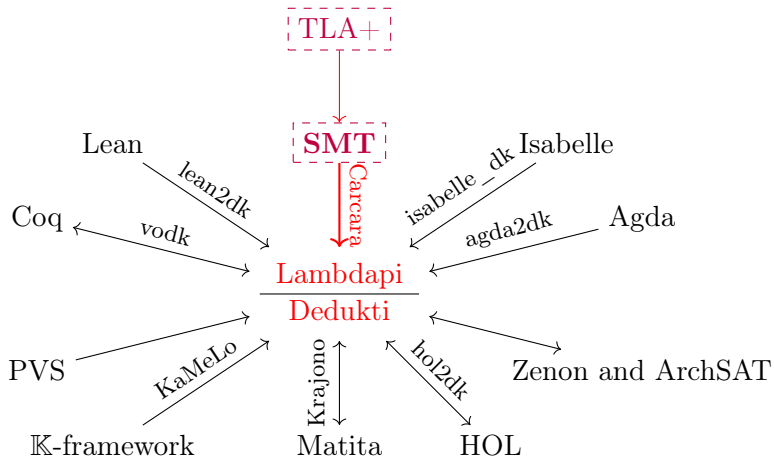 TLA+
SMT
Lean
Isabelle
lean2dk
Carcara
isabelle_dk
Coq
vodk
agda2dk
Agda
Lambdapi
Dedukti
PVS
KaMeLo
Krajono
hol2dk
Zenon and ArchSAT
𝕂-framework
Matita
HOL